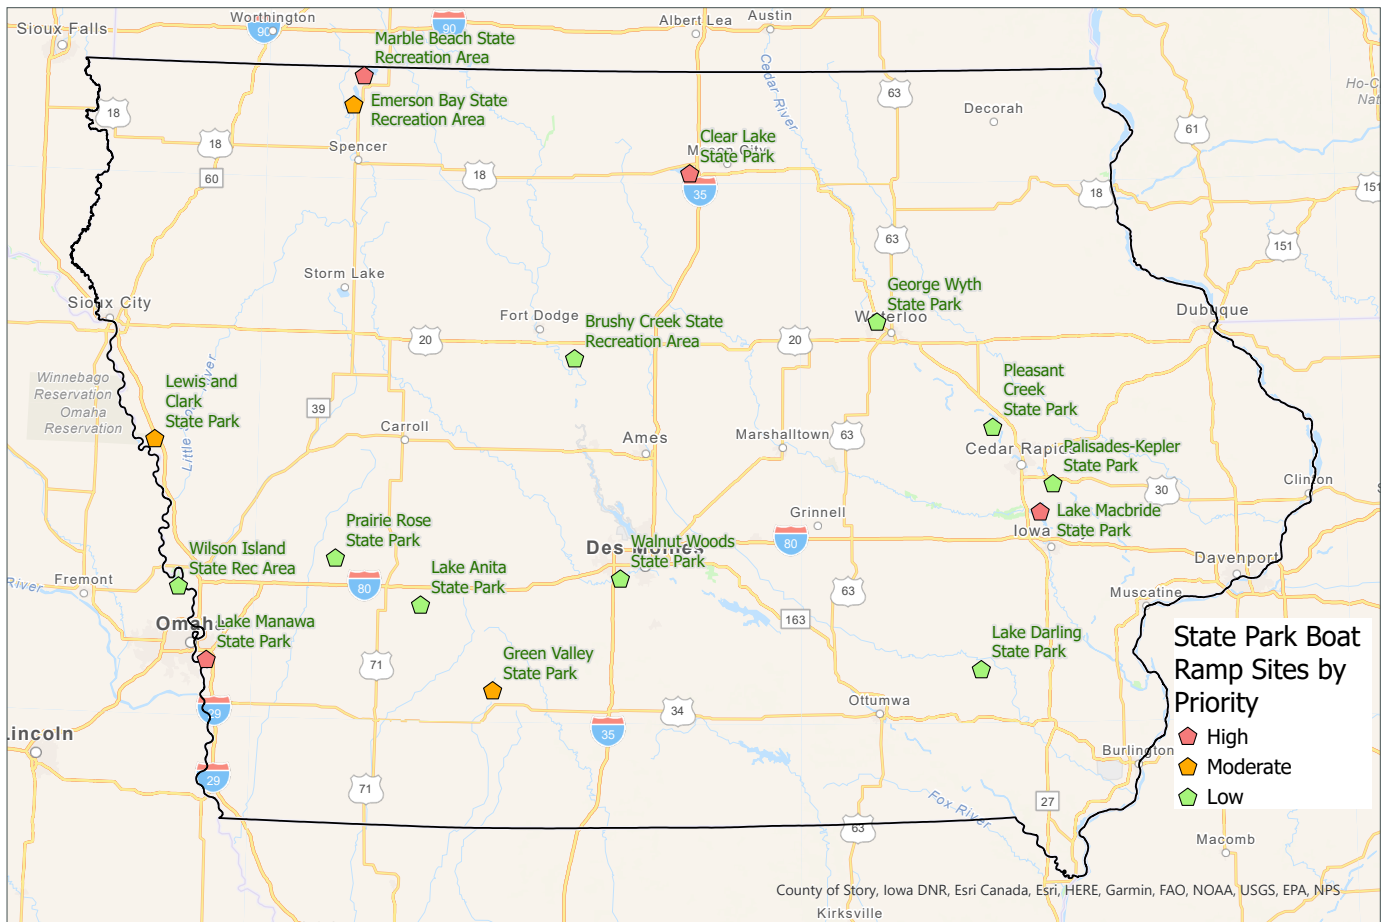 Worthington
Albert Lea
Austin
Sioux Falls
90
90
Marble Beach State
Recreation Area
Cedar River
63
Decorah
Emerson Bay State
Recreation Area
18
18
61
Spencer
Clear Lake
State Park
Mason City
18
60
35
18
151
63
151
Storm Lake
George Wyth
State Park
Sioux City
Fort Dodge
Brushy Creek State
Recreation Area
Waterloo
Dubuque
20
20
Winnebago
Reservation
Omaha
Reservation
Lewis and
Clark
State Park
Pleasant
Creek
State Park
39
Carroll
Ames
Marshalltown
63
Cedar Rapids
Palisades-Kepler
State Park
30
Clinton
Grinnell
Lake Macbride
State Park
Prairie Rose
State Park
Iowa
Wilson Island
State Rec Area
Des Moines
Walnut Woods
State Park
80
Davenport
River
Fremont
80
Lake Anita
State Park
63
Muscatine
163
Omaha
Lake Manawa
State Park
Green Valley
State Park
Lake Darling
State Park
71
29
34
35
Ottumwa
Lincoln
29
71
Burlington
Fox River
27
63
Macomb
Kirksville
State Park Boat
Ramp Sites by
Priority
High
Moderate
Low
County of Story, Iowa DNR, Esri Canada, Esri, HERE, Garmin, FAO, NOAA, USGS, EPA, NPS